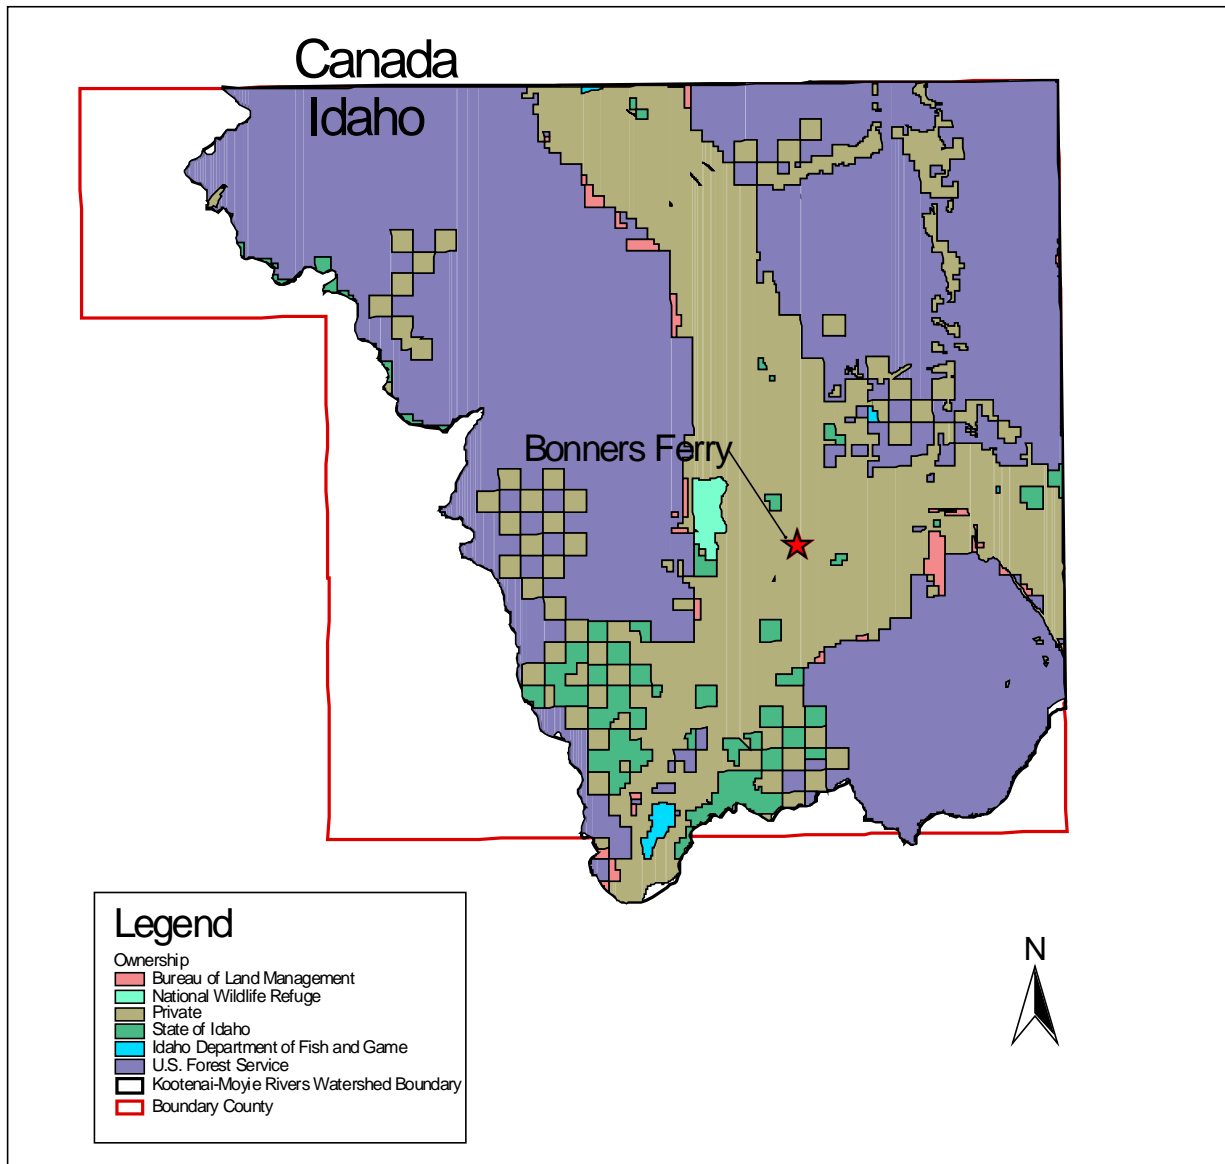 Canada
Idaho
Bonners Ferry
Legend
Ownership
Bureau of Land Management
National Wildlife Refuge
Private
State of Idaho
Idaho Department of Fish and Game
U.S. Forest Service
Kootenai-Moyie Rivers Watershed Boundary
Boundary County
N